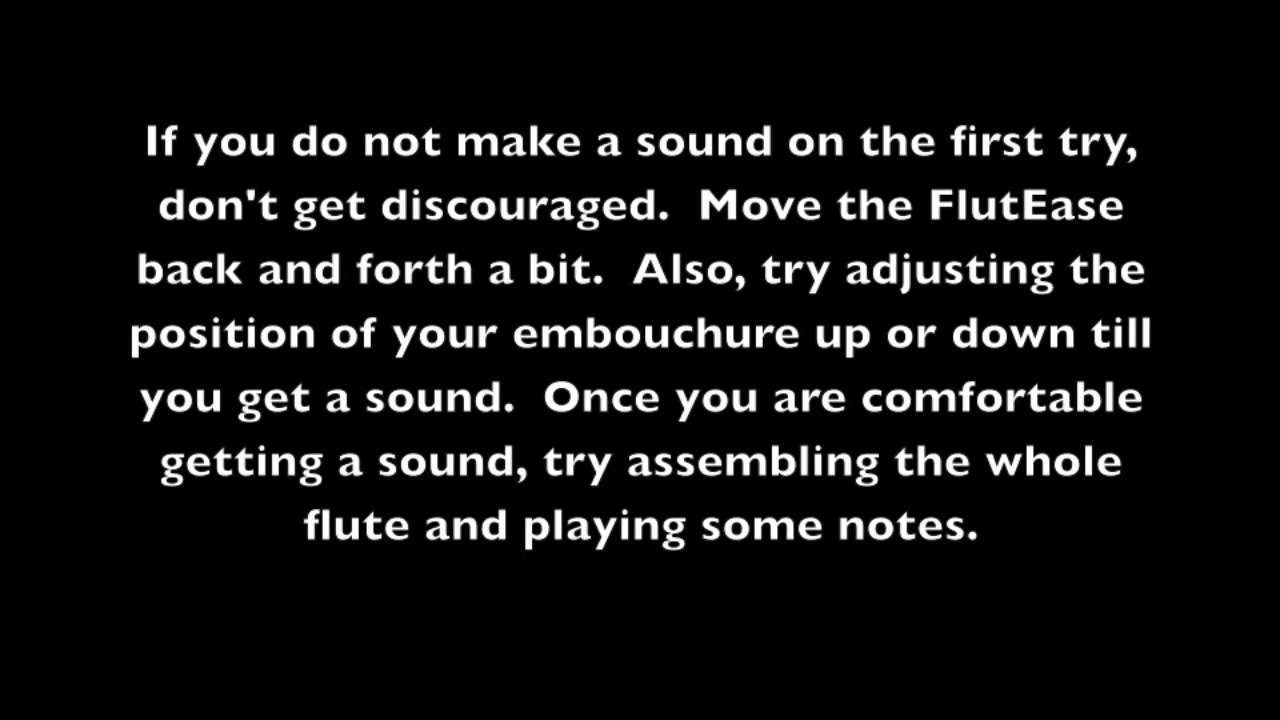 If you do not make a sound on the first try,
don't get discouraged.  Move the FlutEase
back and forth a bit.  Also, try adjusting the
position of your embouchure up or down till
you get a sound.  Once you are comfortable
getting a sound, try assembling the whole
flute and playing some notes.